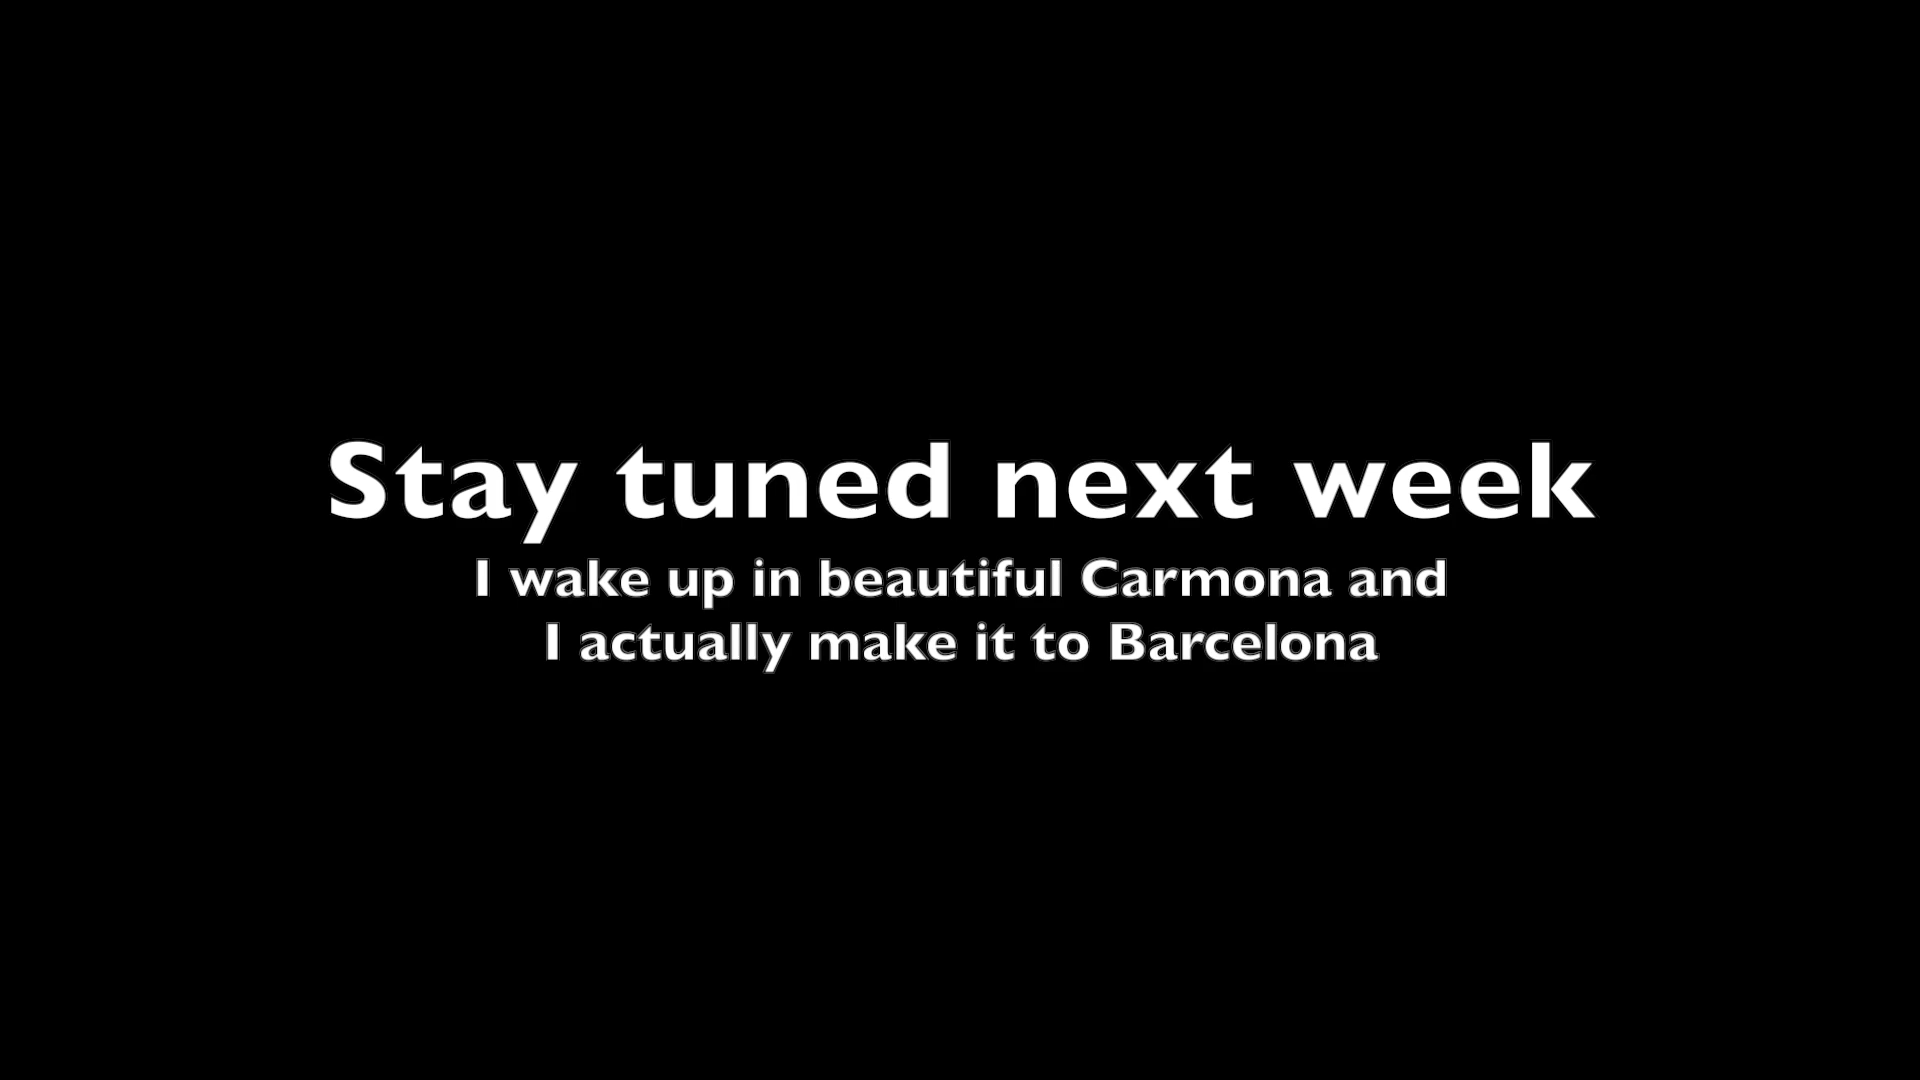 Stay tuned next week
I wake up in beautiful Carmona and
I actually make it to Barcelona